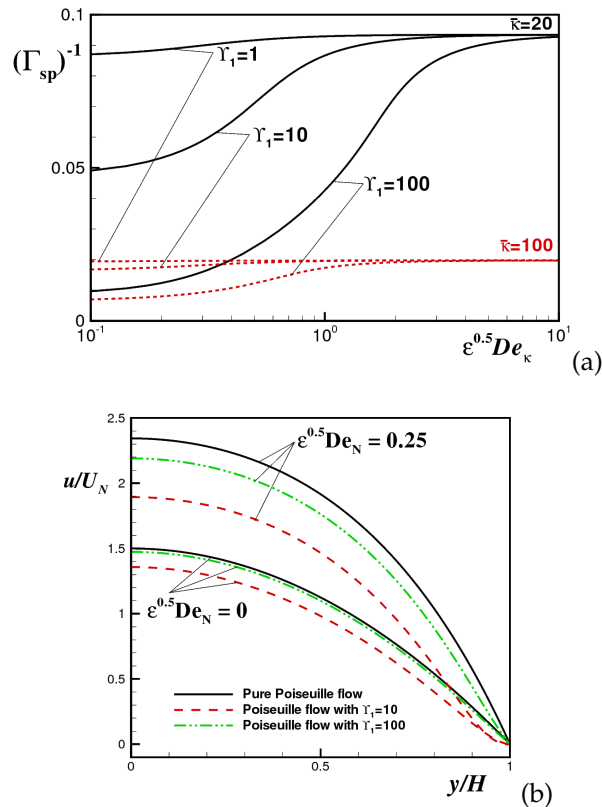 0.1
κ̄=20
(Γsp)⁻¹
ϒ₁=1
ϒ₁=10
0.05
ϒ₁=100
κ̄=100
0
10⁻¹ 10⁰ 10¹
ε⁰·⁵Deκ
(a)
2.5
ε⁰·⁵DeN = 0.25
u/UN
2
1.5
1
ε⁰·⁵DeN = 0
0.5
Pure Poiseuille flow
Poiseuille flow with ϒ₁=10
Poiseuille flow with ϒ₁=100
0
0 0.5 1
y/H
(b)